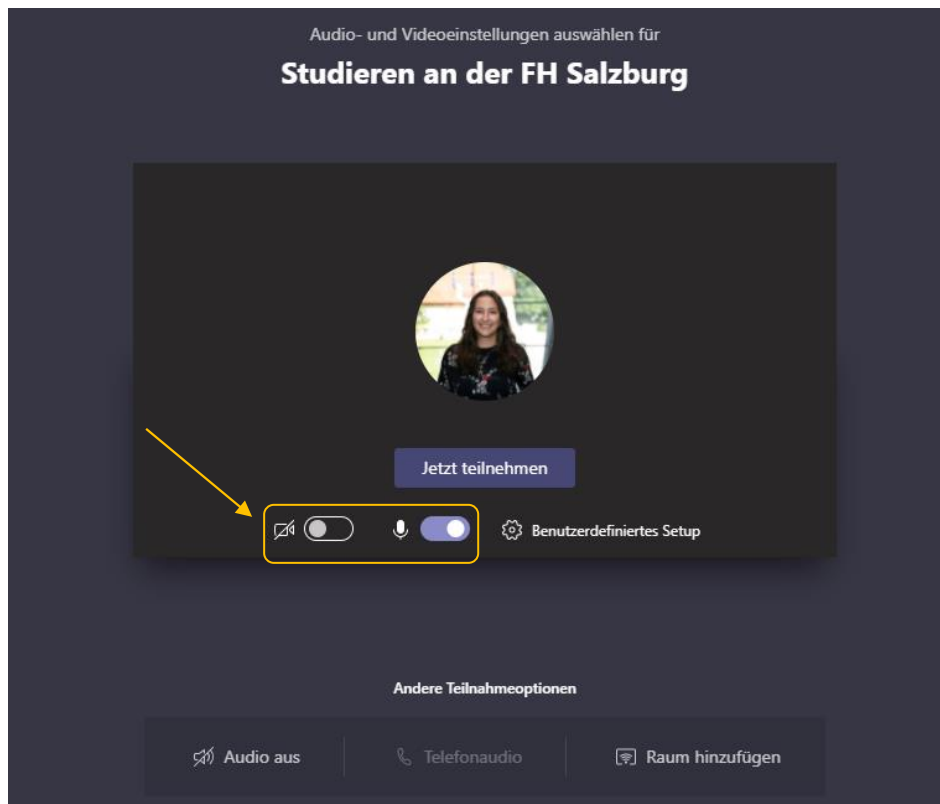 Audio- und Videoeinstellungen auswählen für
Studieren an der FH Salzburg
Jetzt teilnehmen
Benutzerdefiniertes Setup
Andere Teilnahmeoptionen
Audio aus
Telefonaudio
Raum hinzufügen